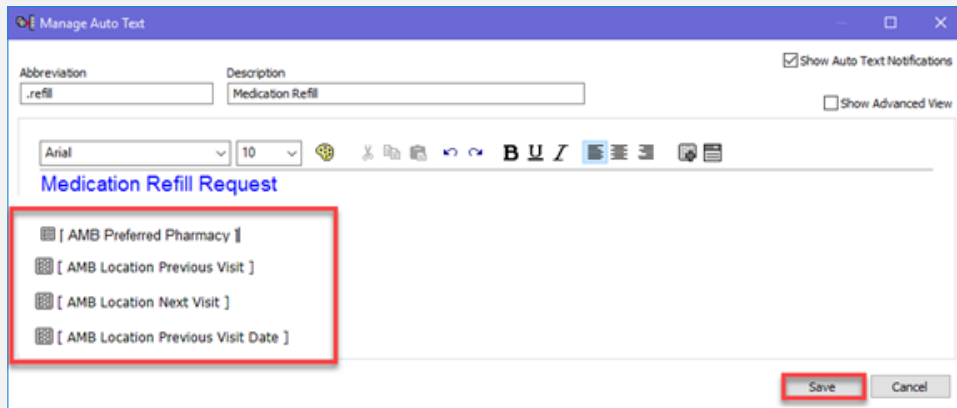 Manage Auto Text
Show Auto Text Notifications
Abbreviation Description
.refill Medication Refill
Show Advanced View
Arial 10 B U I
Medication Refill Request
[ AMB Preferred Pharmacy ]
[ AMB Location Previous Visit ]
[ AMB Location Next Visit ]
[ AMB Location Previous Visit Date ]
Save Cancel